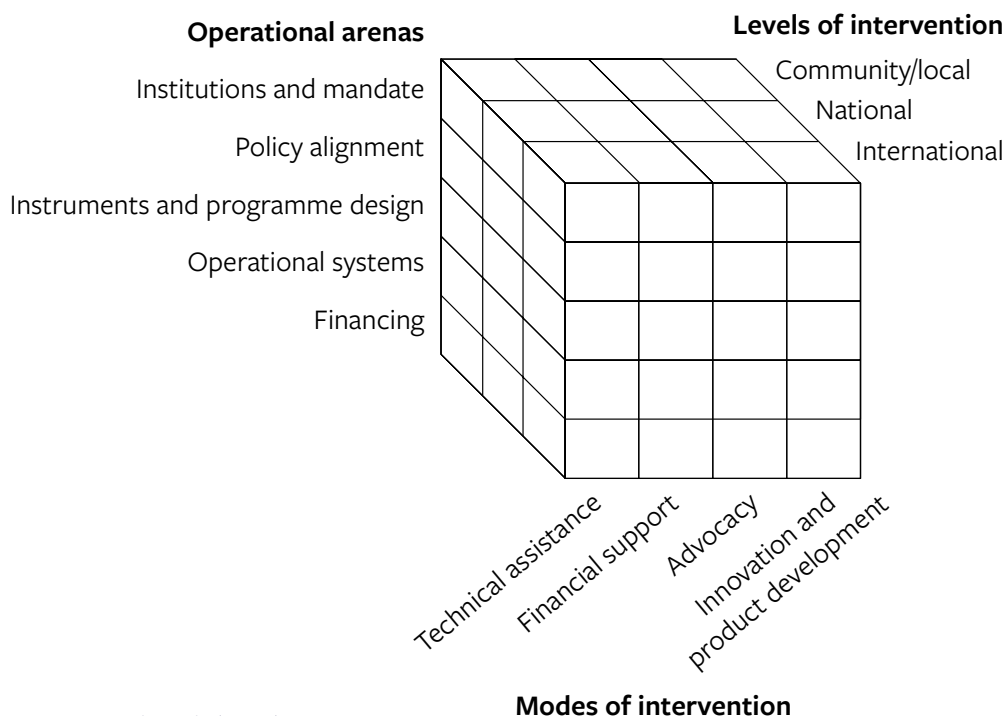 Operational arenas
Levels of intervention
Institutions and mandate
Policy alignment
Instruments and programme design
Operational systems
Financing
Community/local
National
International
Technical assistance
Financial support
Advocacy
Innovation and
product development
Modes of intervention